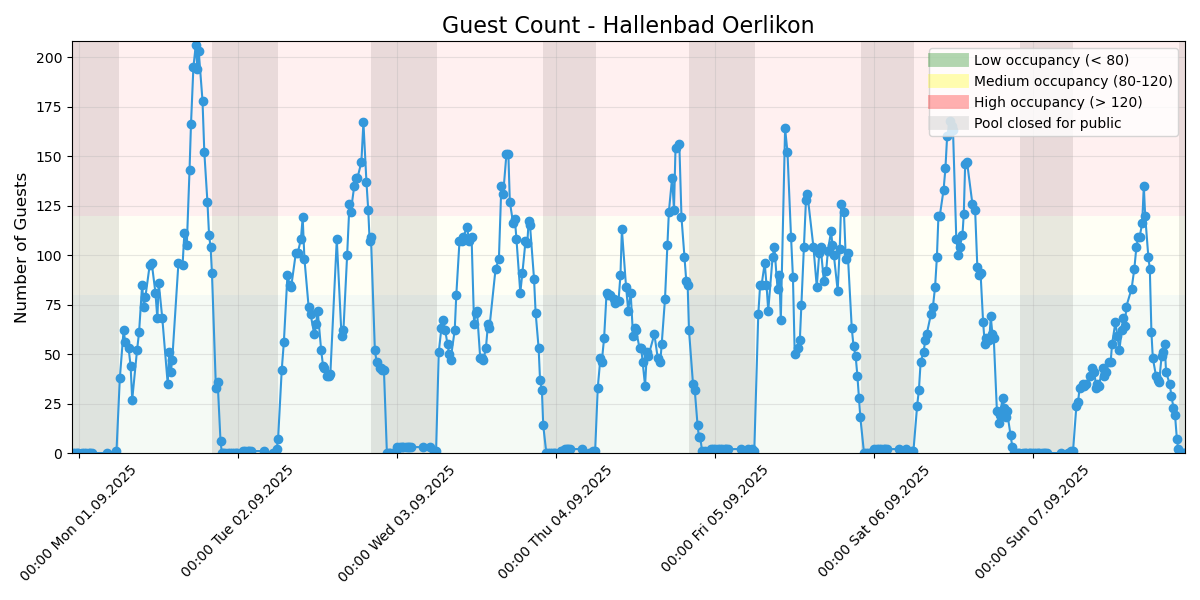 Guest Count - Hallenbad Oerlikon
Number of Guests
200
175
150
125
100
75
50
25
0
Low occupancy (< 80)
Medium occupancy (80-120)
High occupancy (> 120)
Pool closed for public
00:00 Mon 01.09.2025
00:00 Tue 02.09.2025
00:00 Wed 03.09.2025
00:00 Thu 04.09.2025
00:00 Fri 05.09.2025
00:00 Sat 06.09.2025
00:00 Sun 07.09.2025